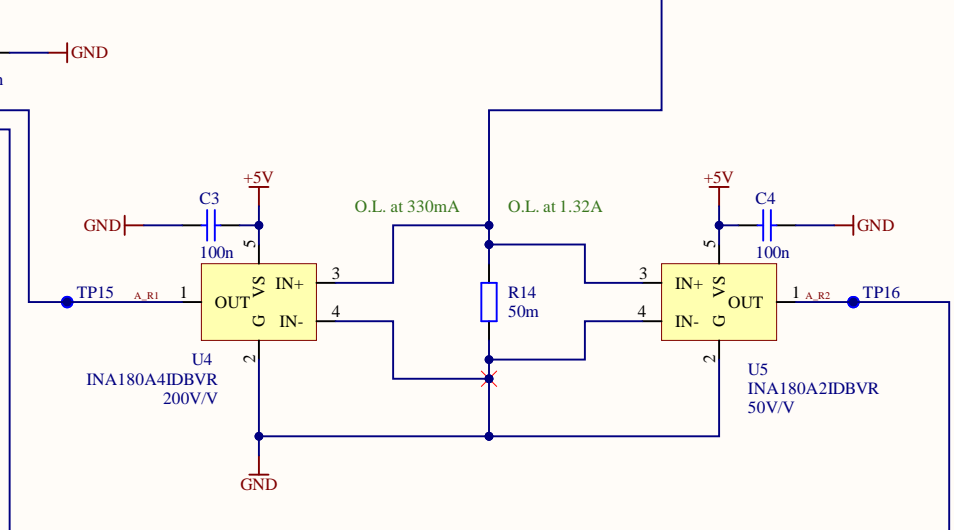 GND
+5V
+5V
C3
O.L. at 330mA
O.L. at 1.32A
C4
GND
GND
5
5
100n
100n
3
3
VS
IN+
IN+
VS
TP15
A_R1
1
OUT
R14
OUT
1
A_R2
TP16
50m
4
4
G
IN-
IN-
G
2
2
U4
INA180A4IDBVR
200V/V
U5
INA180A2IDBVR
50V/V
GND